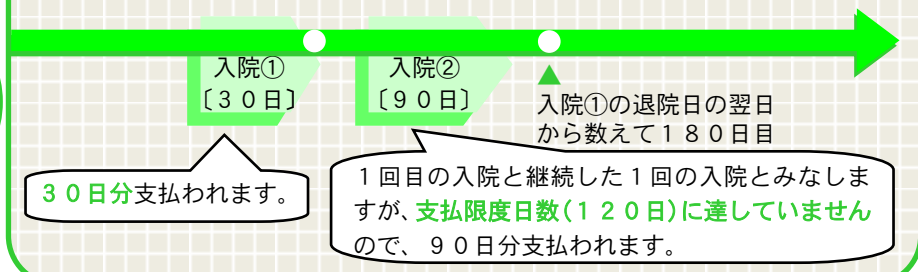 入院①
〔３０日〕
入院②
〔９０日〕
入院①の退院日の翌日
から数えて１８０日目
３０日分支払われます。
１回目の入院と継続した１回の入院とみなしま
すが、支払限度日数(１２０日)に達していません
ので、９０日分支払われます。